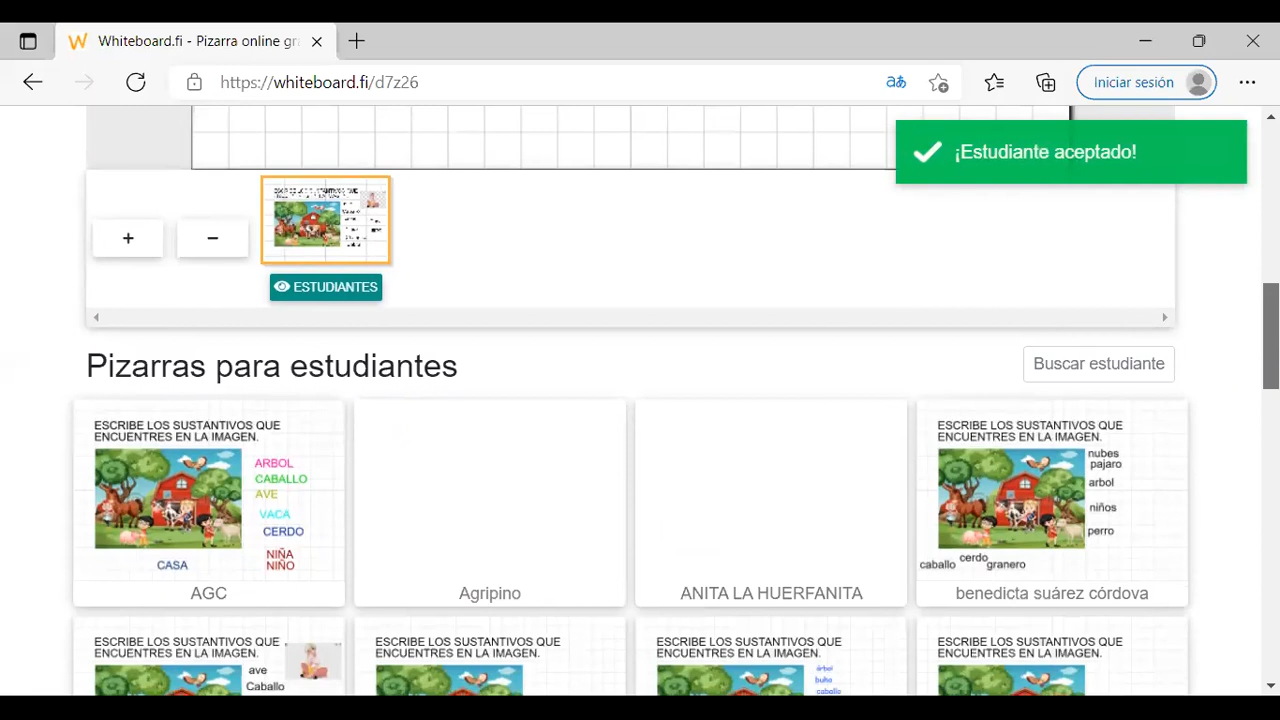 Whiteboard.fi - Pizarra online gr
https://whiteboard.fi/d7z26
Iniciar sesión
¡Estudiante aceptado!
+
−
ESTUDIANTES
Pizarras para estudiantes
Buscar estudiante
ESCRIBE LOS SUSTANTIVOS QUE
ENCUENTRES EN LA IMAGEN.
ARBOL
CABALLO
AVE
VACA
CERDO
NIÑA
NIÑO
CASA
AGC
Agripino
ANITA LA HUERFANITA
ESCRIBE LOS SUSTANTIVOS QUE
ENCUENTRES EN LA IMAGEN.
nubes
pajaro
arbol
niños
perro
cerdo
caballo
granero
benedicta suárez córdova
ESCRIBE LOS SUSTANTIVOS QUE
ENCUENTRES EN LA IMAGEN.
ave
Caballo
ESCRIBE LOS SUSTANTIVOS QUE
ENCUENTRES EN LA IMAGEN.
ESCRIBE LOS SUSTANTIVOS QUE
ENCUENTRES EN LA IMAGEN.
árbol
buho
caballo
ESCRIBE LOS SUSTANTIVOS QUE
ENCUENTRES EN LA IMAGEN.